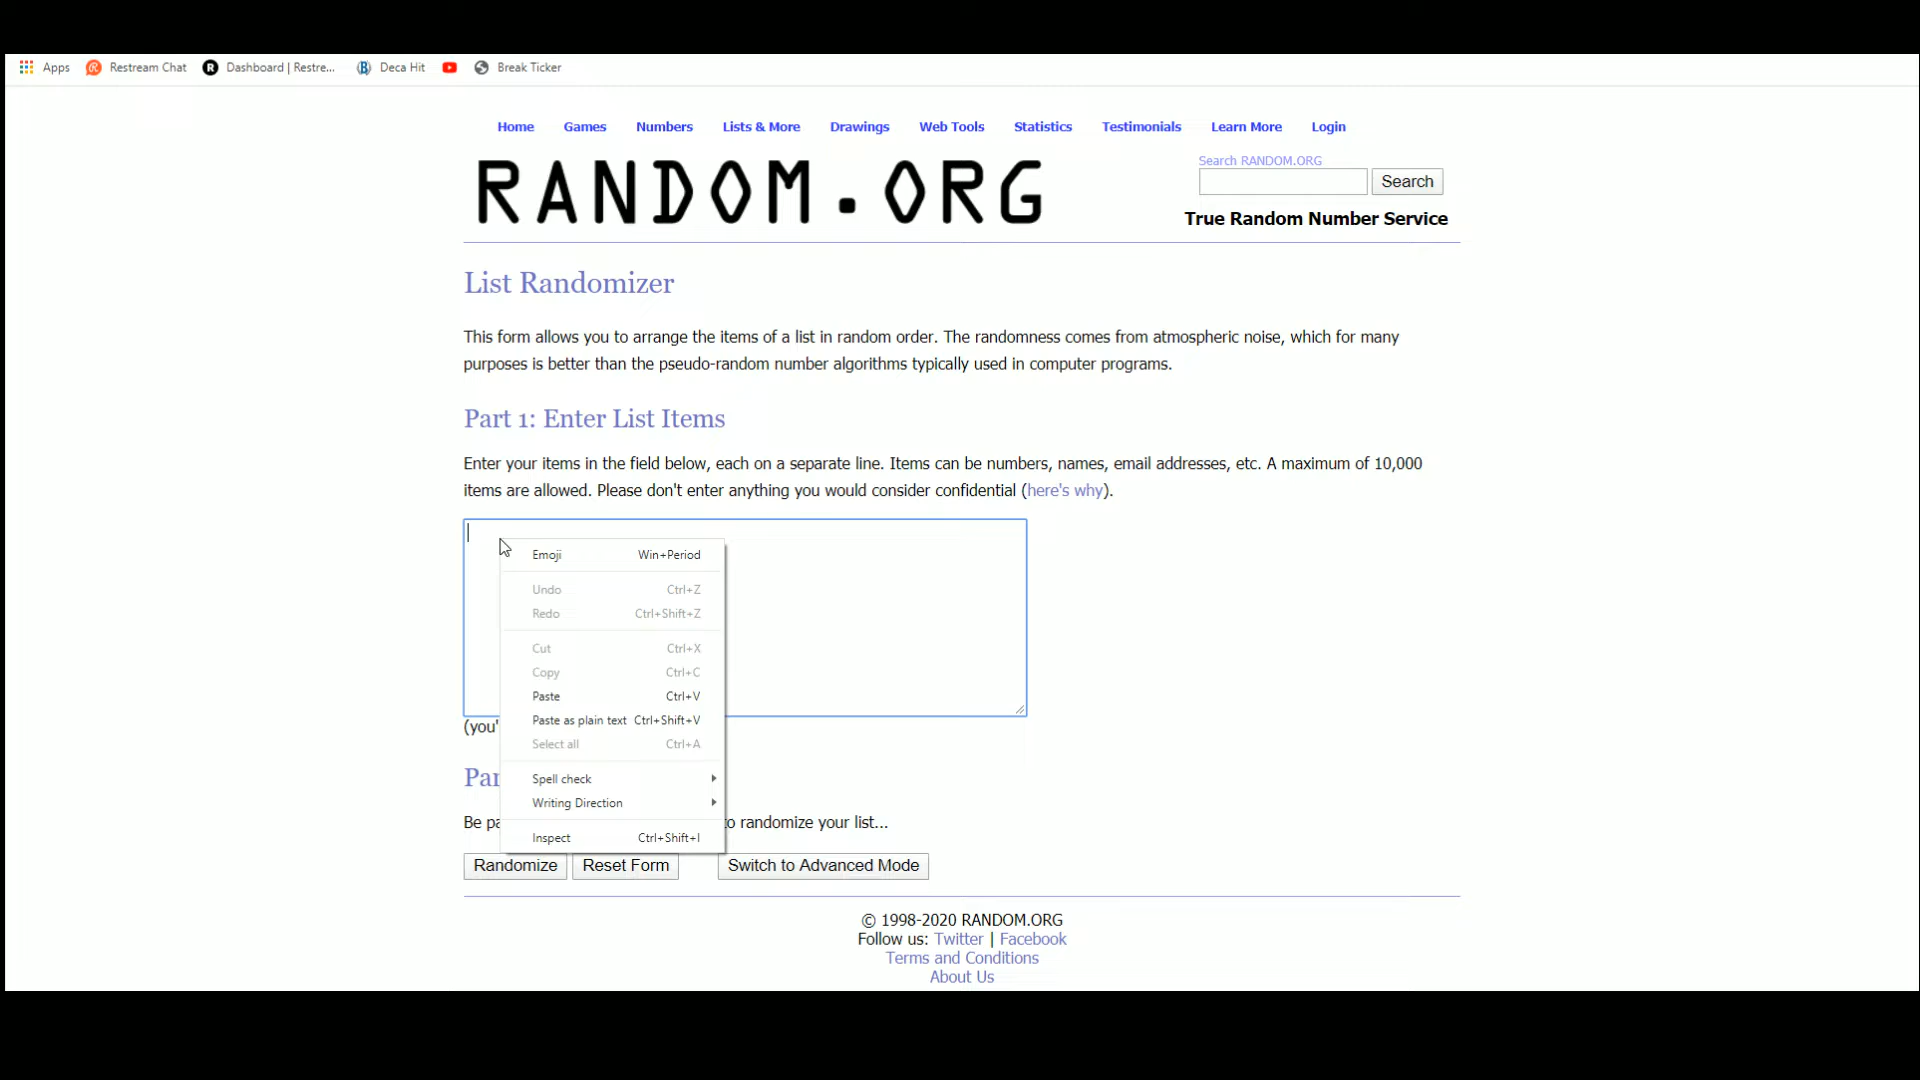 Apps Restream Chat Dashboard | Restre... Deca Hit Break Ticker
Home Games Numbers Lists & More Drawings Web Tools Statistics Testimonials Learn More Login
RANDOM.ORG
Search RANDOM.ORG
Search
True Random Number Service
List Randomizer
This form allows you to arrange the items of a list in random order. The randomness comes from atmospheric noise, which for many
purposes is better than the pseudo-random number algorithms typically used in computer programs.
Part 1: Enter List Items
Enter your items in the field below, each on a separate line. Items can be numbers, names, email addresses, etc. A maximum of 10,000
items are allowed. Please don't enter anything you would consider confidential (here's why).
Emoji Win+Period
Undo Ctrl+Z
Redo Ctrl+Shift+Z
Cut Ctrl+X
Copy Ctrl+C
Paste Ctrl+V
Paste as plain text Ctrl+Shift+V
Select all Ctrl+A
Spell check
Writing Direction
Inspect Ctrl+Shift+I
(you'
Par
Be pa
o randomize your list...
Randomize Reset Form Switch to Advanced Mode
© 1998-2020 RANDOM.ORG
Follow us: Twitter | Facebook
Terms and Conditions
About Us